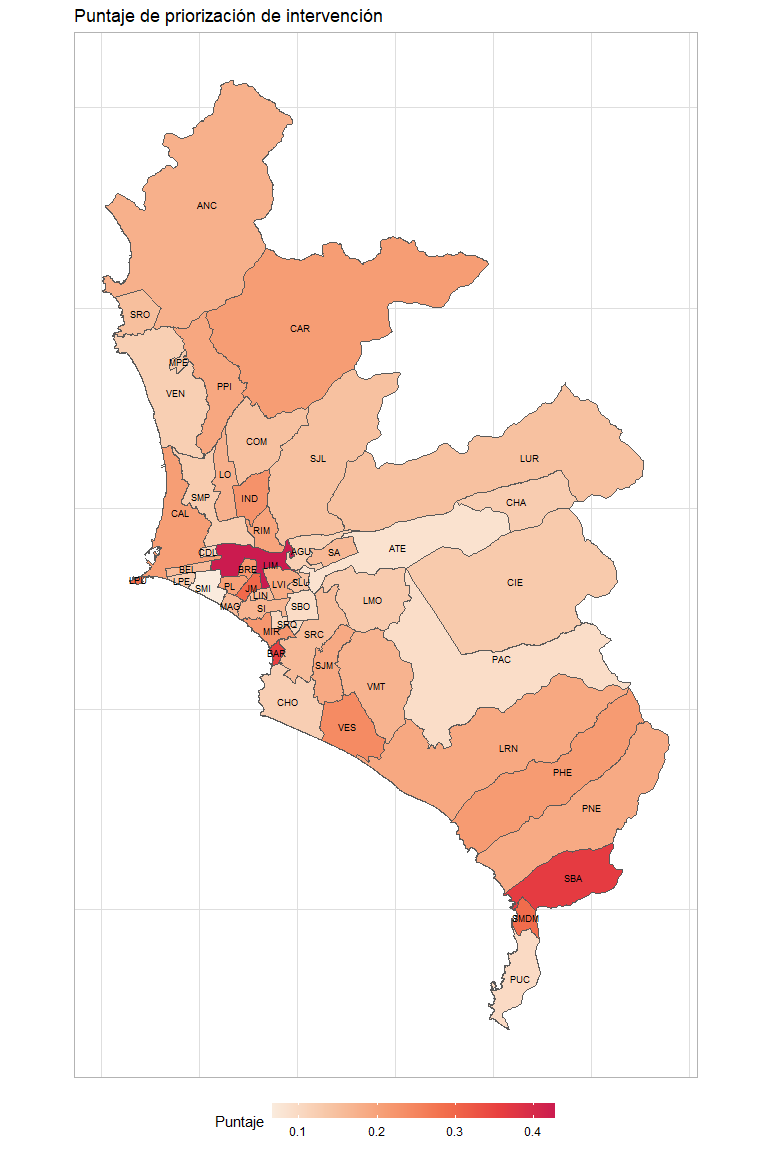 Puntaje de priorización de intervención
ANC
SRO
CAR
MPE
PPI
VEN
COM
SJL
LUR
LO
SMP
IND
CHA
CAL
RIM
CDL
AGU
SA
ATE
BEL
BRE
LIM
LPU
LPE
SMI
PL
JM
LVI
SLU
CIE
LIN
LMO
MAG
SI
SBO
SRQ
MIR
SRC
BAR
SJM
PAC
VMT
CHO
VES
LRN
PHE
PNE
SBA
SMDM
PUC
Puntaje
0.1 0.2 0.3 0.4